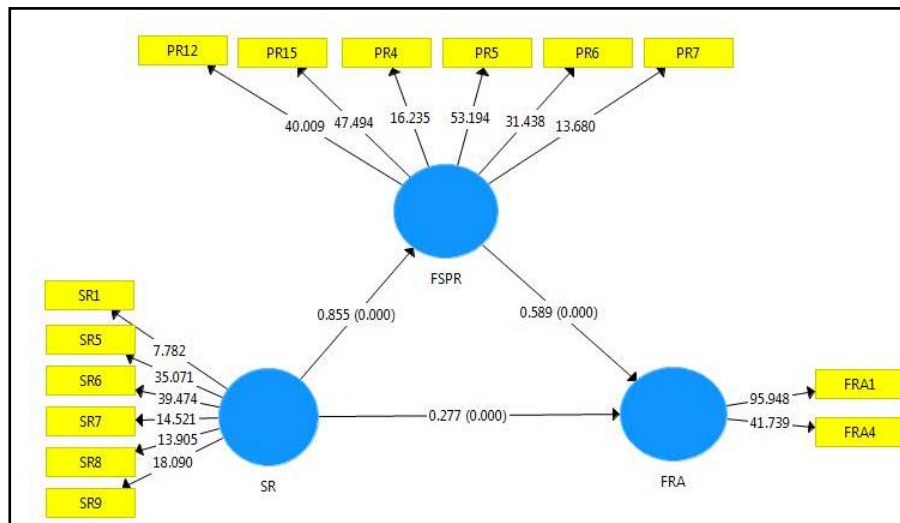 PR12 PR15 PR4 PR5 PR6 PR7
40.009 47.494 16.235 53.194 31.438 13.680
FSPR
0.855 (0.000) 0.589 (0.000)
SR1
SR5
SR6
SR7
SR8
SR9
7.782
35.071
39.474
14.521
13.905
18.090
SR
0.277 (0.000)
FRA
95.948
41.739
FRA1
FRA4